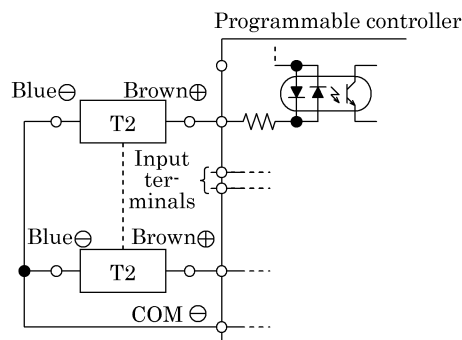 Programmable controller
Blue⊖ Brown⊕
T2
Input
ter-
minals
Blue⊖ Brown⊕
T2
COM ⊖